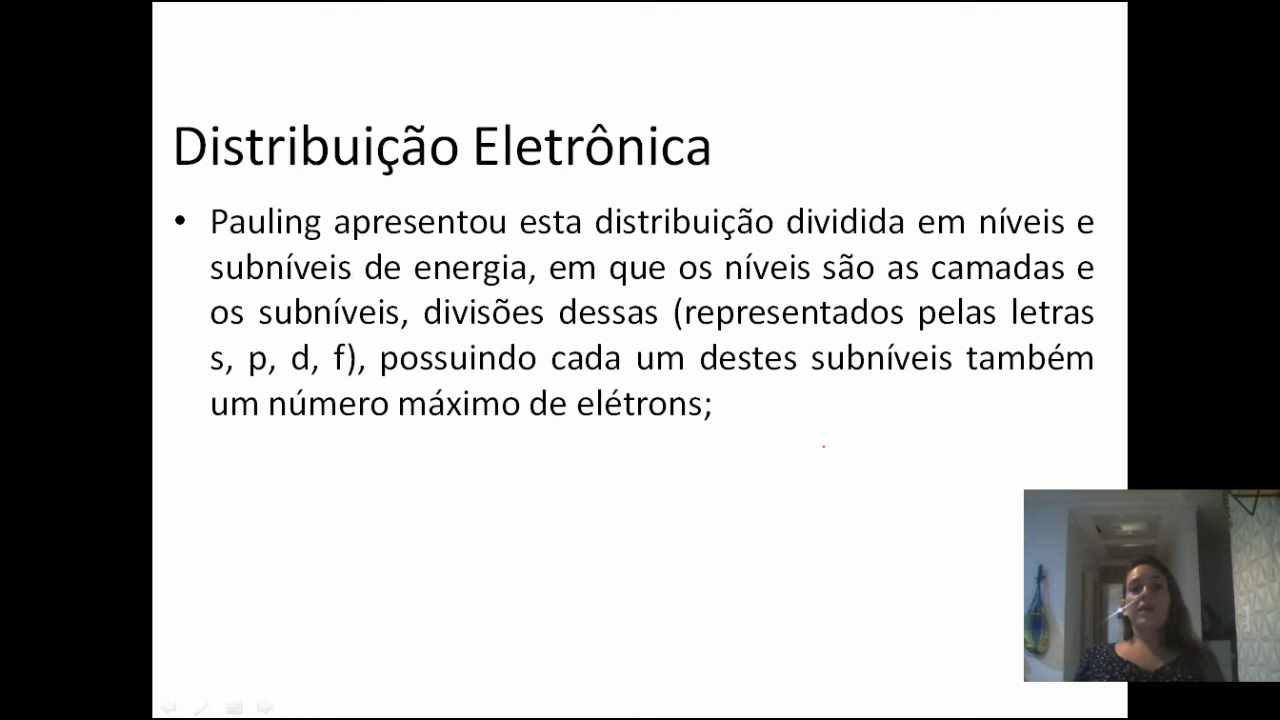 Distribuição Eletrônica
• Pauling apresentou esta distribuição dividida em níveis e
subníveis de energia, em que os níveis são as camadas e
os subníveis, divisões dessas (representados pelas letras
s, p, d, f), possuindo cada um destes subníveis também
um número máximo de elétrons;